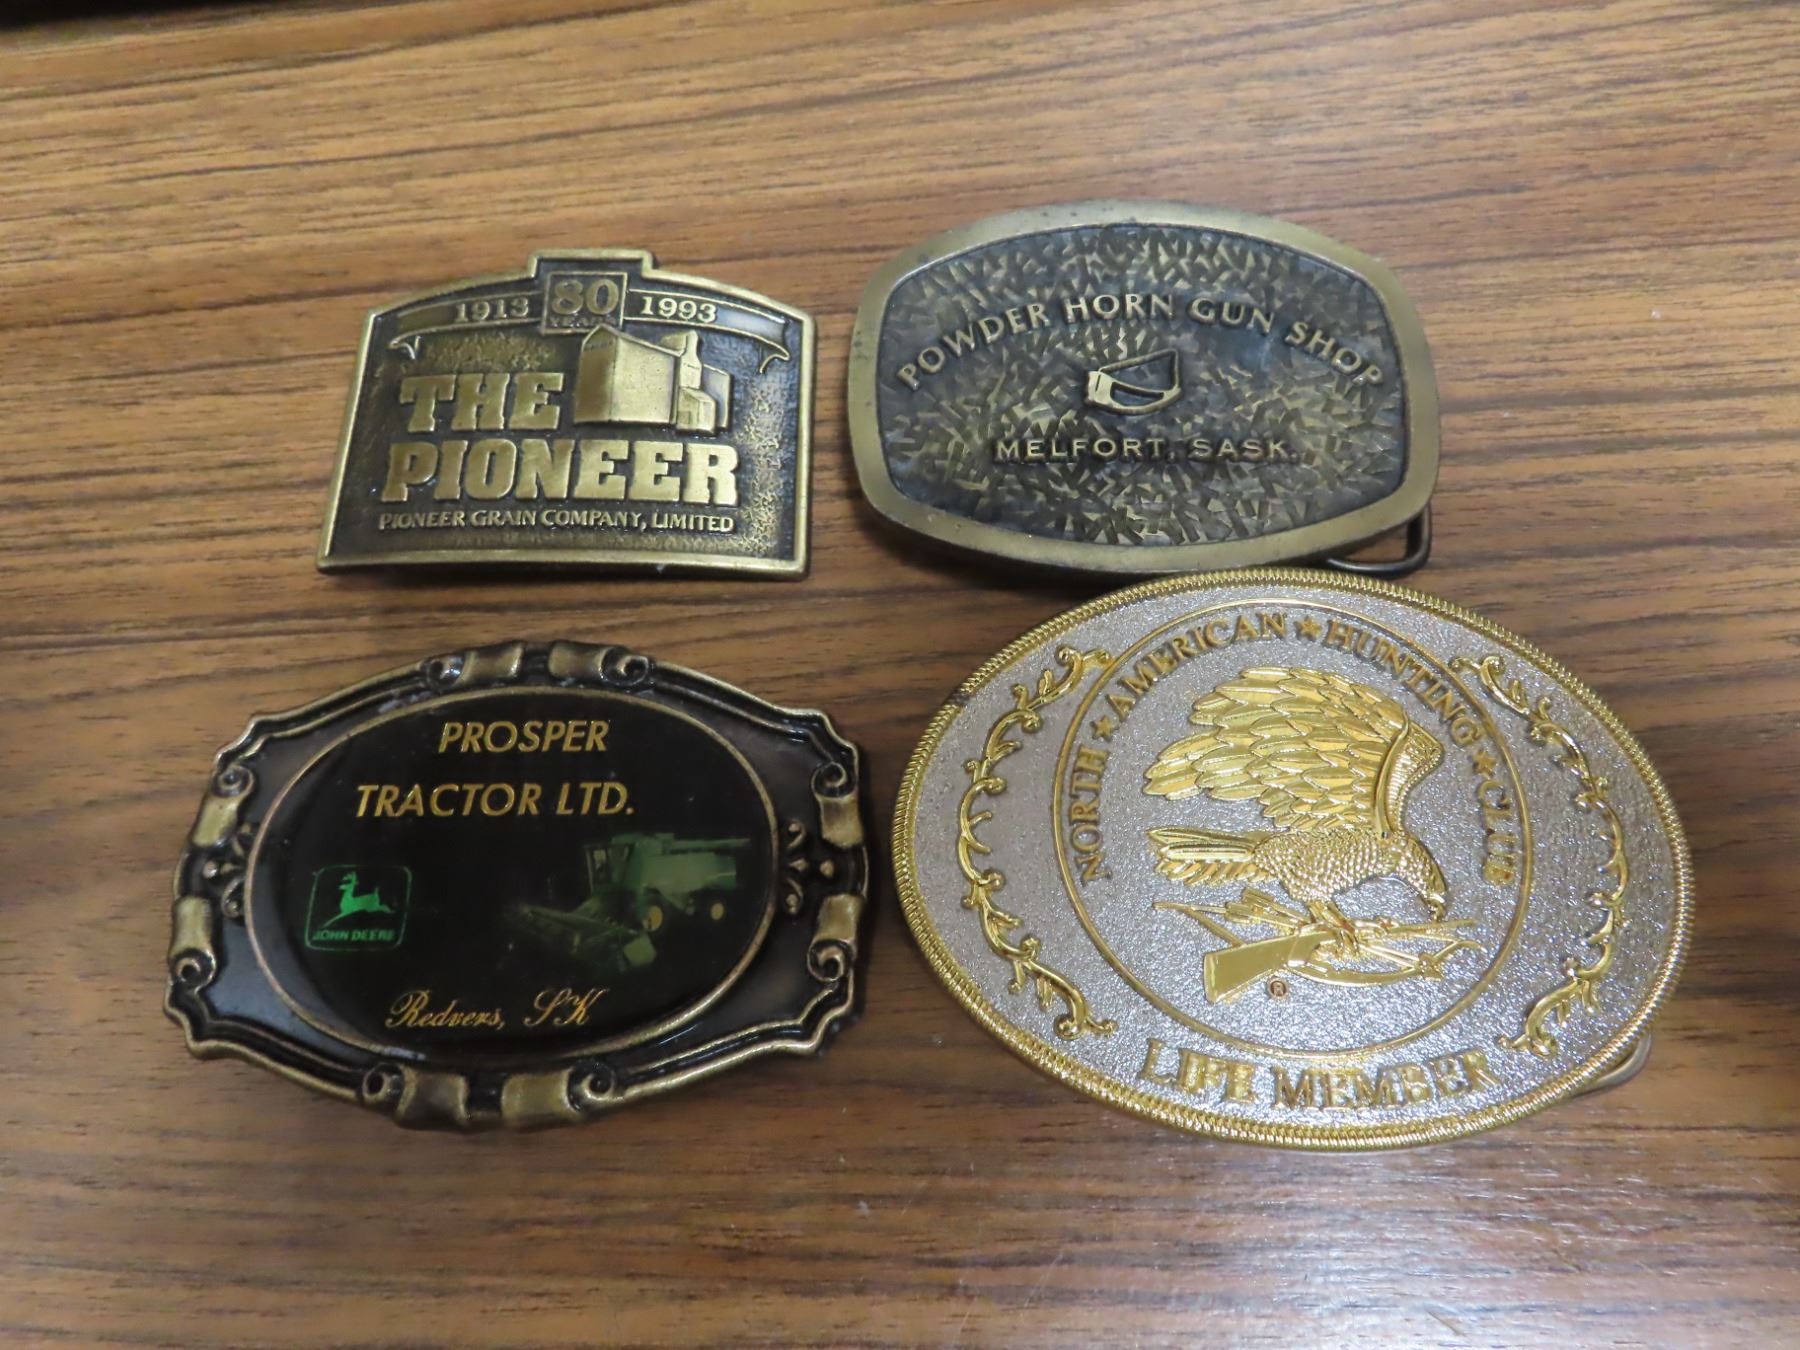 1913 80 1993
YEARS
THE
PIONEER
PIONEER GRAIN COMPANY, LIMITED
POWDER HORN GUN SHOP
MELFORT, SASK.
PROSPER
TRACTOR LTD.
JOHN DEERE
Redvers, SK
NORTH ★ AMERICAN ★ HUNTING ★ CLUB
®
LIFE MEMBER